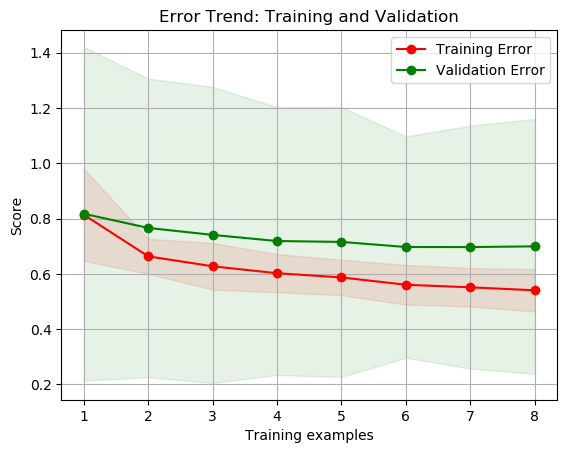 Error Trend: Training and Validation
Training Error
Validation Error
Score
1.4
1.2
1.0
0.8
0.6
0.4
0.2
1 2 3 4 5 6 7 8
Training examples